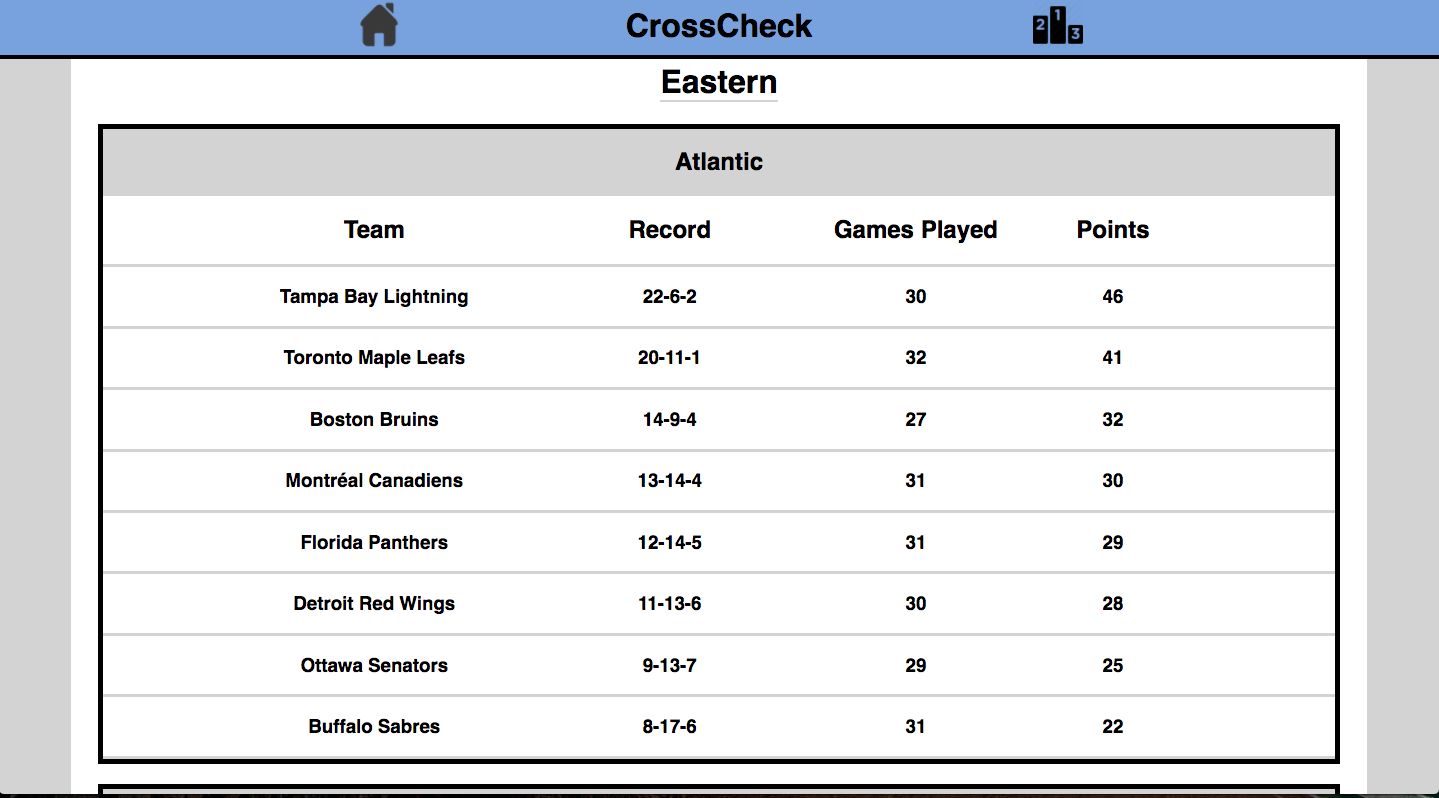 CrossCheck
2 1 3
Eastern
Atlantic
Team Record Games Played Points
Tampa Bay Lightning 22-6-2 30 46
Toronto Maple Leafs 20-11-1 32 41
Boston Bruins 14-9-4 27 32
Montréal Canadiens 13-14-4 31 30
Florida Panthers 12-14-5 31 29
Detroit Red Wings 11-13-6 30 28
Ottawa Senators 9-13-7 29 25
Buffalo Sabres 8-17-6 31 22